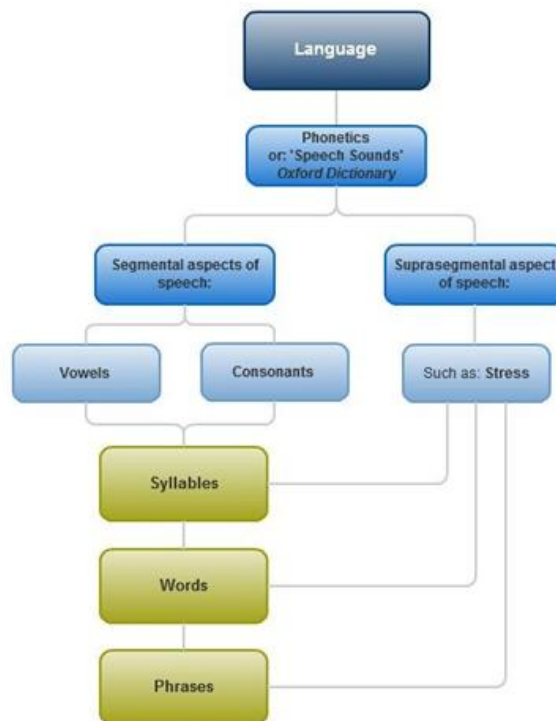 Language
Phonetics
or: 'Speech Sounds'
Oxford Dictionary
Segmental aspects of
speech:
Suprasegmental aspects
of speech:
Vowels
Consonants
Such as: Stress
Syllables
Words
Phrases